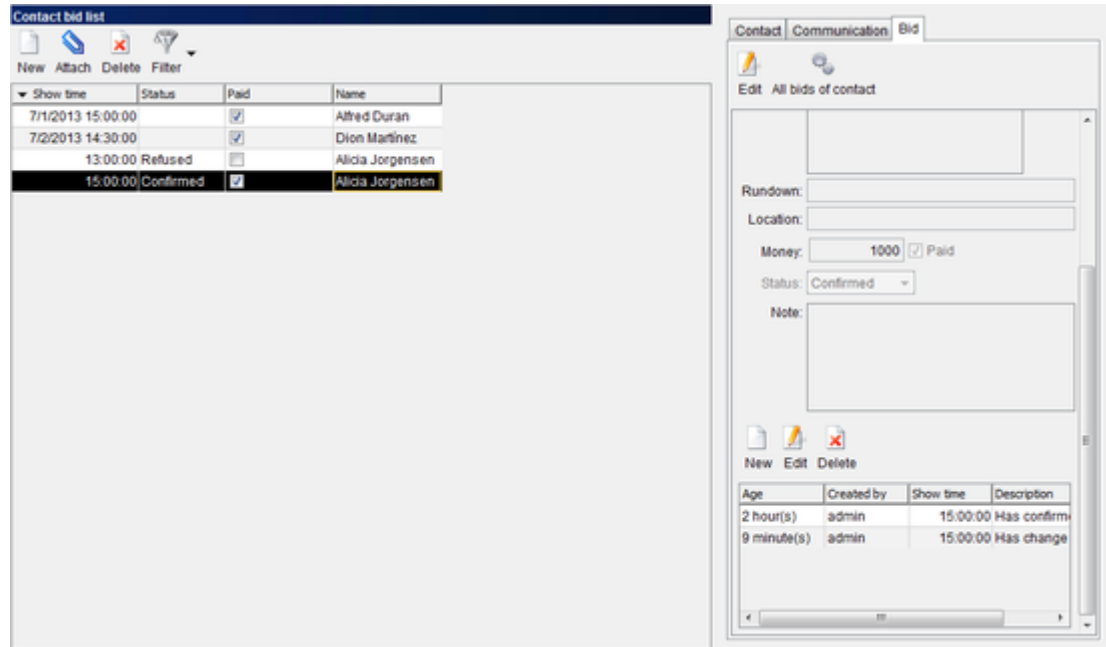 Contact bid list
New Attach Delete Filter
Show time Status Paid Name
7/1/2013 15:00:00 Alfred Duran
7/2/2013 14:30:00 Dion Martínez
13:00:00 Refused Alicia Jorgensen
15:00:00 Confirmed Alicia Jorgensen
Contact Communication Bid
Edit All bids of contact
Rundown:
Location:
Money: 1000 Paid
Status: Confirmed
Note:
New Edit Delete
Age Created by Show time Description
2 hour(s) admin 15:00:00 Has confirm
9 minute(s) admin 15:00:00 Has change